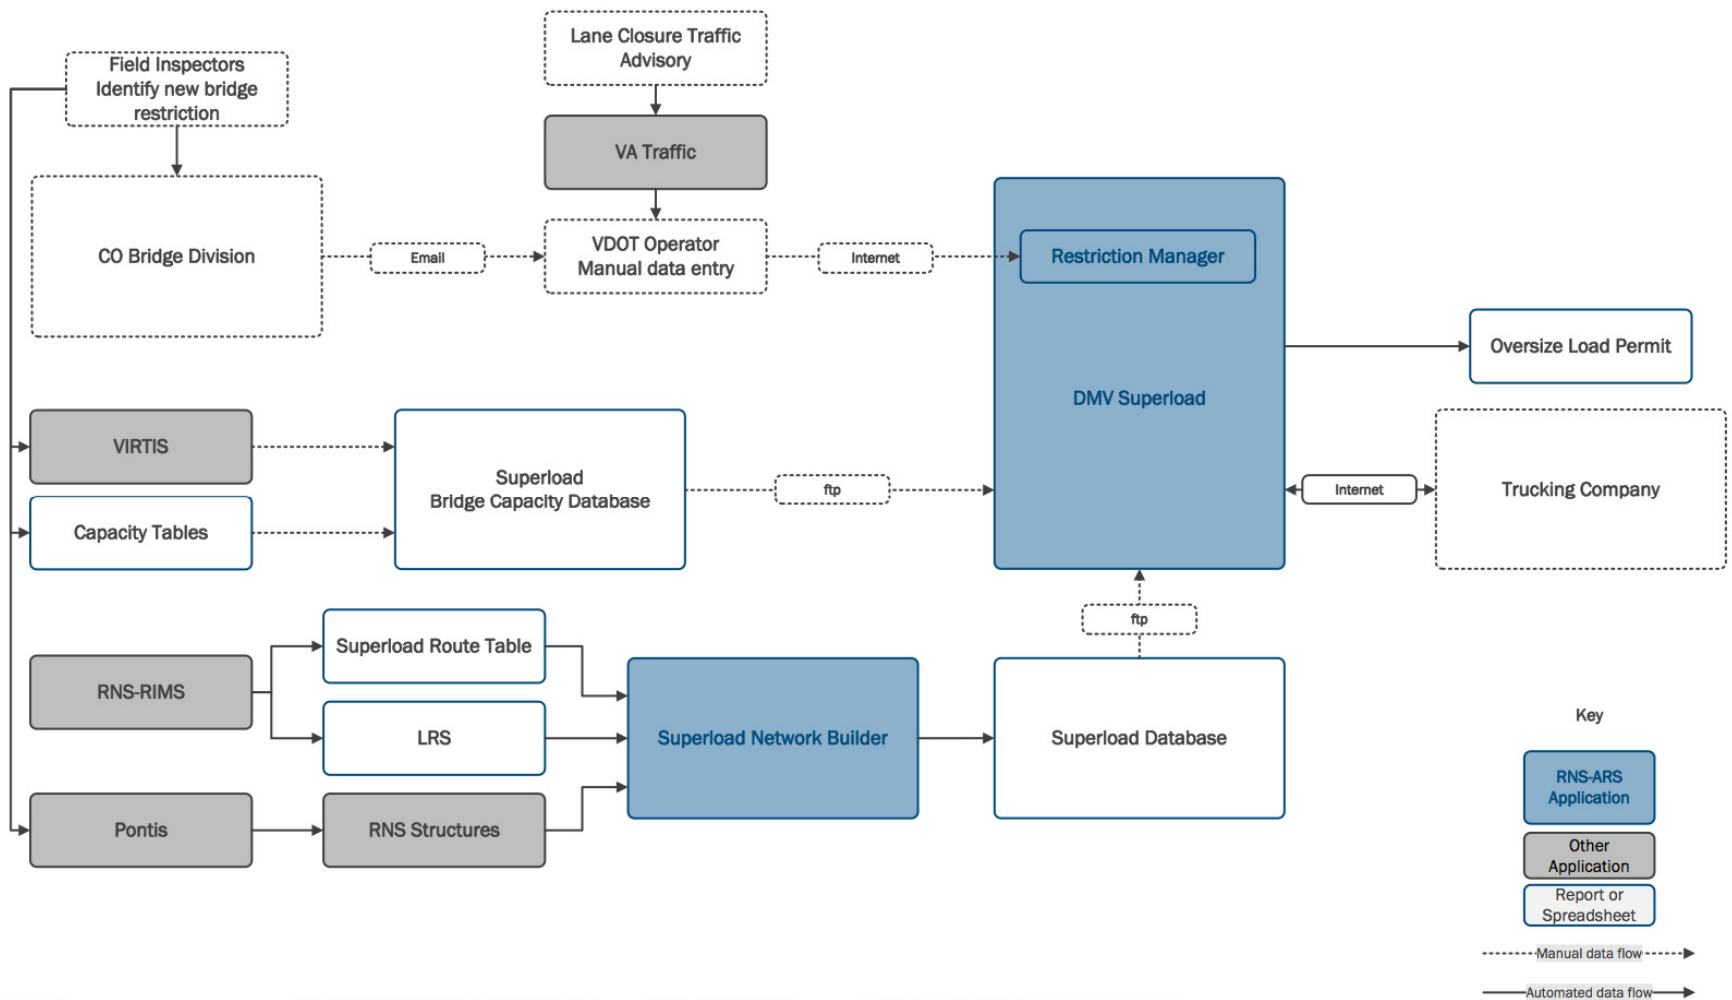 Lane Closure Traffic
Advisory
Field Inspectors
Identify new bridge
restriction
VA Traffic
CO Bridge Division
Email
VDOT Operator
Manual data entry
Internet
Restriction Manager
DMV Superload
Oversize Load Permit
VIRTIS
Capacity Tables
Superload
Bridge Capacity Database
ftp
Internet
Trucking Company
ftp
RNS-RIMS
Superload Route Table
LRS
Superload Network Builder
Superload Database
Pontis
RNS Structures
Key
RNS-ARS
Application
Other
Application
Report or
Spreadsheet
Manual data flow
Automated data flow